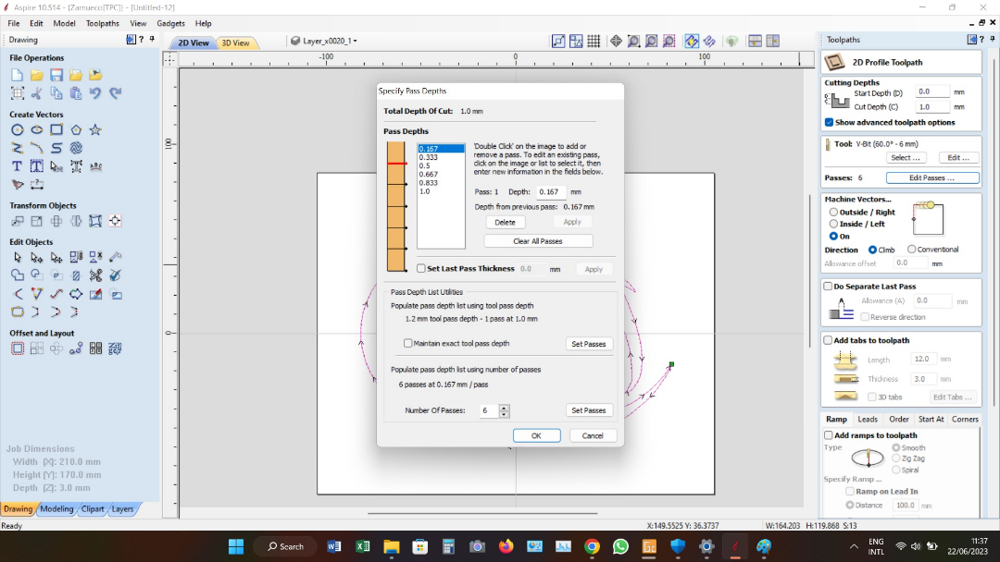 Aspire 10.514 - {Zamueco[TPC]} - [Untitled-12]
File Edit Model Toolpaths View Gadgets Help
Drawing
2D View 3D View Layer_x0020_1
Toolpaths
File Operations
Create Vectors
Transform Objects
Edit Objects
Offset and Layout
Job Dimensions
Width [X]: 210.0 mm
Height [Y]: 170.0 mm
Depth [Z]: 3.0 mm
Drawing Modeling Clipart Layers
Ready
-100 0 100
100
0
Specify Pass Depths
Total Depth Of Cut: 1.0 mm
Pass Depths
0.167
0.333
0.5
0.667
0.833
1.0
'Double Click' on the image to add or
remove a pass. To edit an existing pass,
click on the image or list to select it, then
enter new information in the fields below.
Pass: 1 Depth: 0.167 mm
Depth from previous pass: 0.167 mm
Delete Apply
Clear All Passes
Set Last Pass Thickness 0.0 mm Apply
Pass Depth List Utilities
Populate pass depth list using tool pass depth
1.2 mm tool pass depth - 1 pass at 1.0 mm
Maintain exact tool pass depth Set Passes
Populate pass depth list using number of passes
6 passes at 0.167 mm / pass
Number Of Passes: 6 Set Passes
OK Cancel
2D Profile Toolpath
Cutting Depths
Start Depth (D) 0.0 mm
Cut Depth (C) 1.0 mm
Show advanced toolpath options
Tool: V-Bit (60.0° - 6 mm)
Select ... Edit ...
Passes: 6 Edit Passes ...
Machine Vectors...
Outside / Right
Inside / Left
On
Direction Climb Conventional
Allowance offset 0.0 mm
Do Separate Last Pass
Allowance (A) 0.0 mm
Reverse direction
Add tabs to toolpath
Length 12.0 mm
Thickness 3.0 mm
3D tabs Edit Tabs ...
Ramp Leads Order Start At Corners
Add ramps to toolpath
Type Smooth
Zig Zag
Spiral
Specify Ramp ...
Ramp on Lead In
Distance 100.0 mm
X:149.5525 Y: 36.3737 W:164.203 H:119.868 S:13
Search
ENG
INTL
11:37
22/06/2023